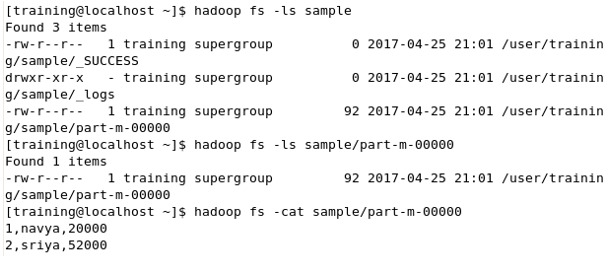 [training@localhost ~]$ hadoop fs -ls sample
Found 3 items
-rw-r--r--   1 training supergroup          0 2017-04-25 21:01 /user/trainin
g/sample/_SUCCESS
drwxr-xr-x   - training supergroup          0 2017-04-25 21:01 /user/trainin
g/sample/_logs
-rw-r--r--   1 training supergroup         92 2017-04-25 21:01 /user/trainin
g/sample/part-m-00000
[training@localhost ~]$ hadoop fs -ls sample/part-m-00000
Found 1 items
-rw-r--r--   1 training supergroup         92 2017-04-25 21:01 /user/trainin
g/sample/part-m-00000
[training@localhost ~]$ hadoop fs -cat sample/part-m-00000
1,navya,20000
2,sriya,52000